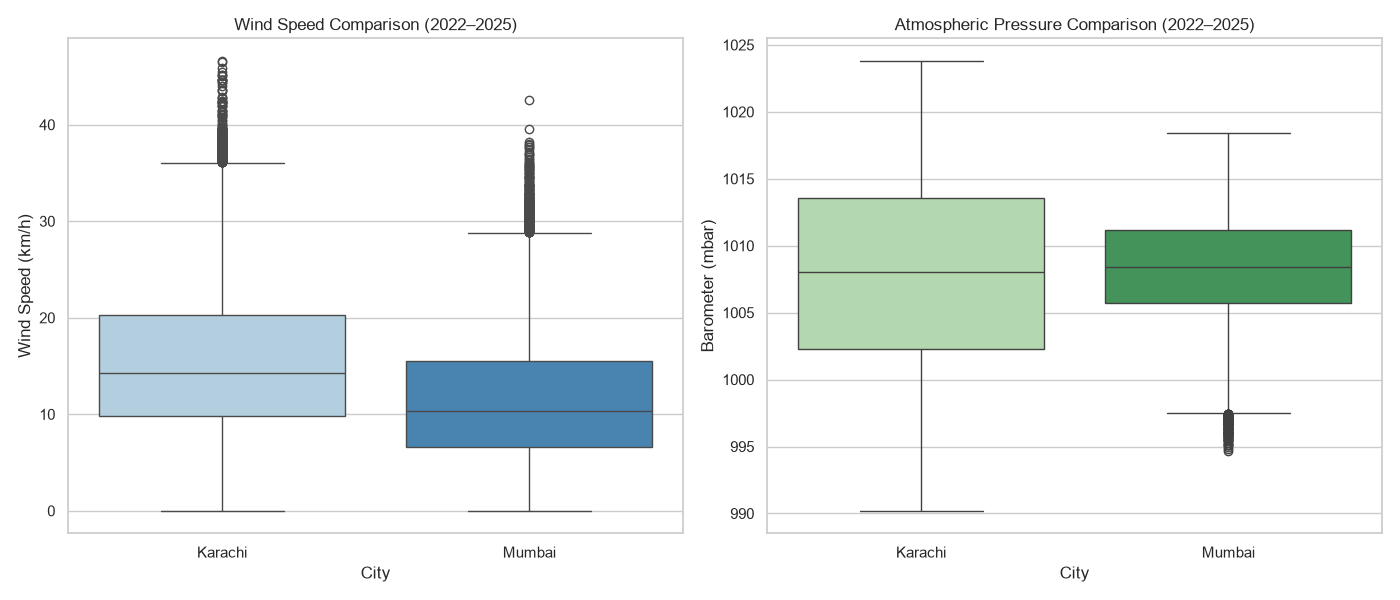 Wind Speed Comparison (2022–2025)
Wind Speed (km/h)
40
30
20
10
0
Karachi
Mumbai
City
Atmospheric Pressure Comparison (2022–2025)
Barometer (mbar)
1025
1020
1015
1010
1005
1000
995
990
Karachi
Mumbai
City